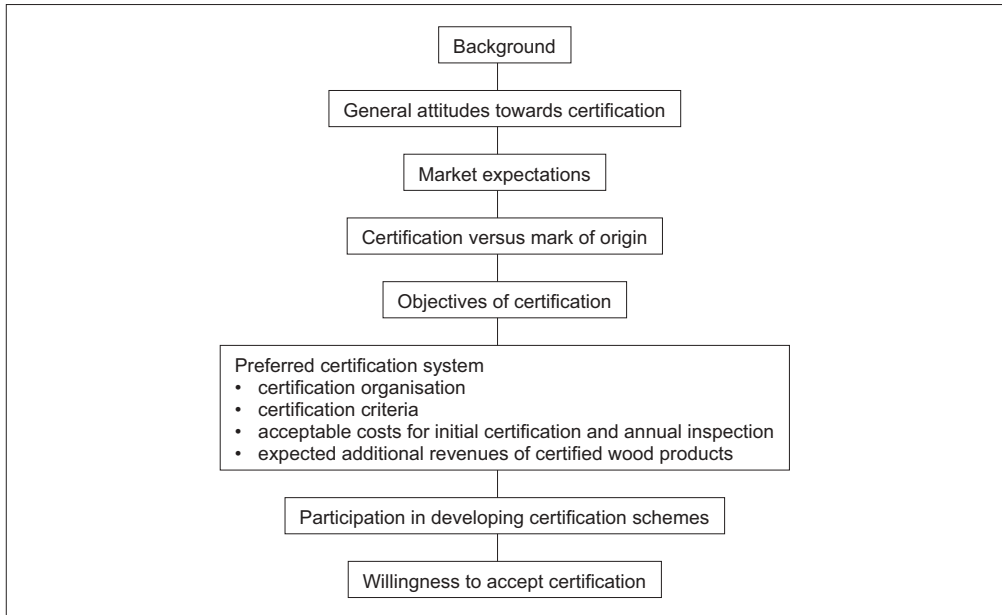 Background
General attitudes towards certification
Market expectations
Certification versus mark of origin
Objectives of certification
Preferred certification system
• certification organisation
• certification criteria
• acceptable costs for initial certification and annual inspection
• expected additional revenues of certified wood products
Participation in developing certification schemes
Willingness to accept certification